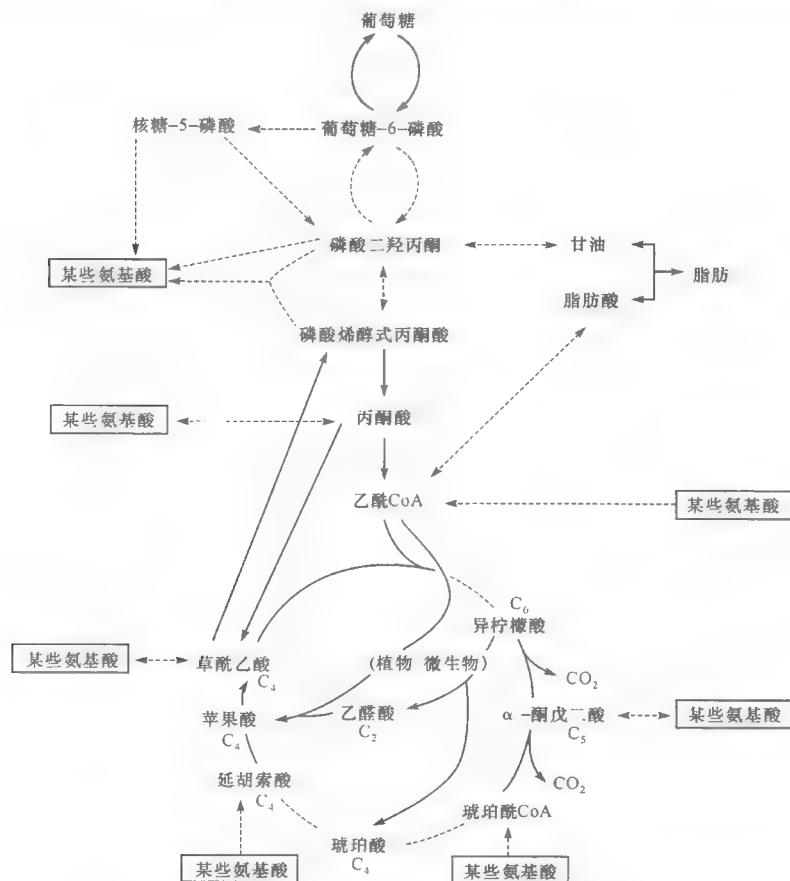 葡萄糖
核糖-5-磷酸
葡萄糖-6-磷酸
磷酸二羟丙酮
甘油
某些氨基酸
脂肪
脂肪酸
磷酸烯醇式丙酮酸
某些氨基酸
丙酮酸
乙酰CoA
某些氨基酸
C₆
异柠檬酸
某些氨基酸
草酰乙酸
C₄
(植物 微生物)
CO₂
苹果酸
C₄
乙醛酸
C₂
α-酮戊二酸
C₅
某些氨基酸
延胡索酸
C₄
CO₂
琥珀酰CoA
琥珀酸
C₄
某些氨基酸
某些氨基酸